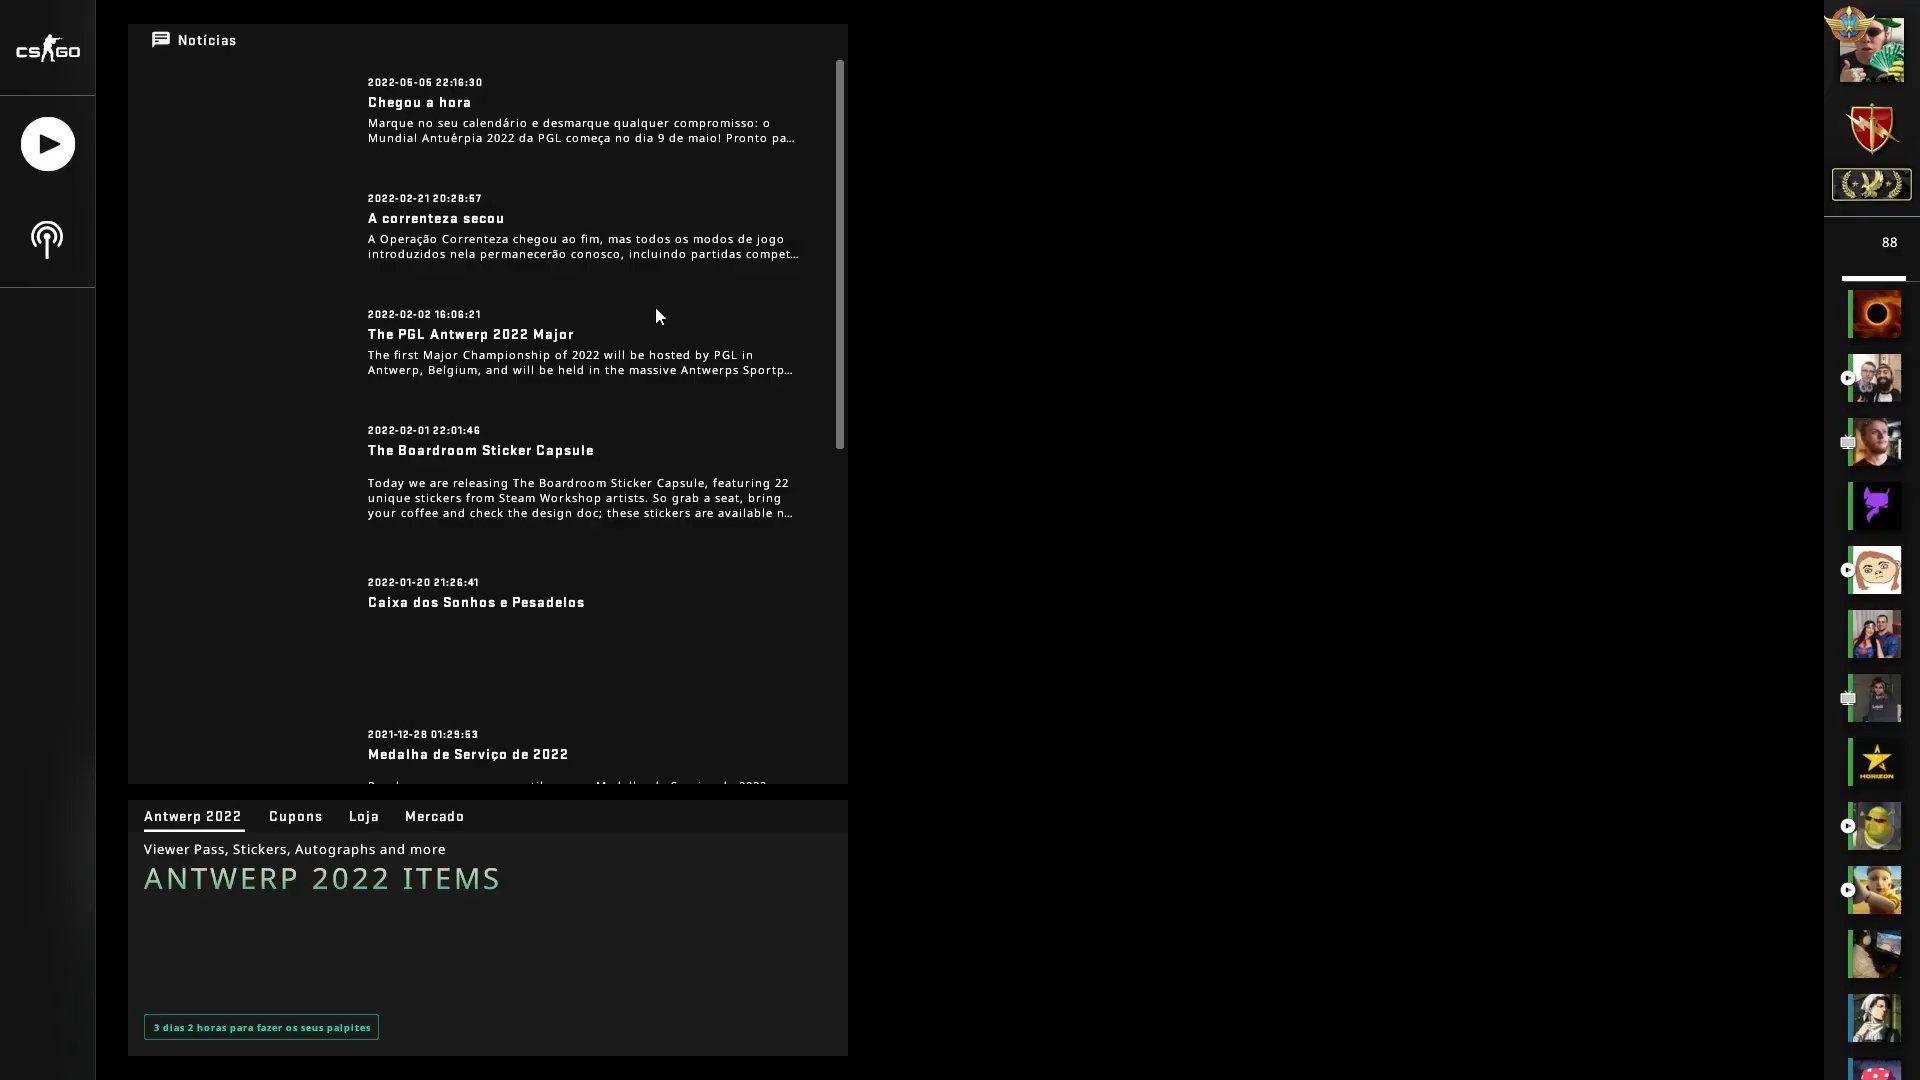 CS GO
Notícias
2022-05-05 22:16:30
Chegou a hora
Marque no seu calendário e desmarque qualquer compromisso: o
Mundial Antuérpia 2022 da PGL começa no dia 9 de maio! Pronto pa...
2022-02-21 20:28:57
A correnteza secou
A Operação Correnteza chegou ao fim, mas todos os modos de jogo
introduzidos nela permanecerão conosco, incluindo partidas compet...
2022-02-02 16:06:21
The PGL Antwerp 2022 Major
The first Major Championship of 2022 will be hosted by PGL in
Antwerp, Belgium, and will be held in the massive Antwerps Sportp...
2022-02-01 22:01:46
The Boardroom Sticker Capsule
Today we are releasing The Boardroom Sticker Capsule, featuring 22
unique stickers from Steam Workshop artists. So grab a seat, bring
your coffee and check the design doc; these stickers are available n...
2022-01-20 21:26:41
Caixa dos Sonhos e Pesadelos
2021-12-28 01:29:53
Medalha de Serviço de 2022
Antwerp 2022 Cupons Loja Mercado
Viewer Pass, Stickers, Autographs and more
ANTWERP 2022 ITEMS
3 dias 2 horas para fazer os seus palpites
88
HORIZON